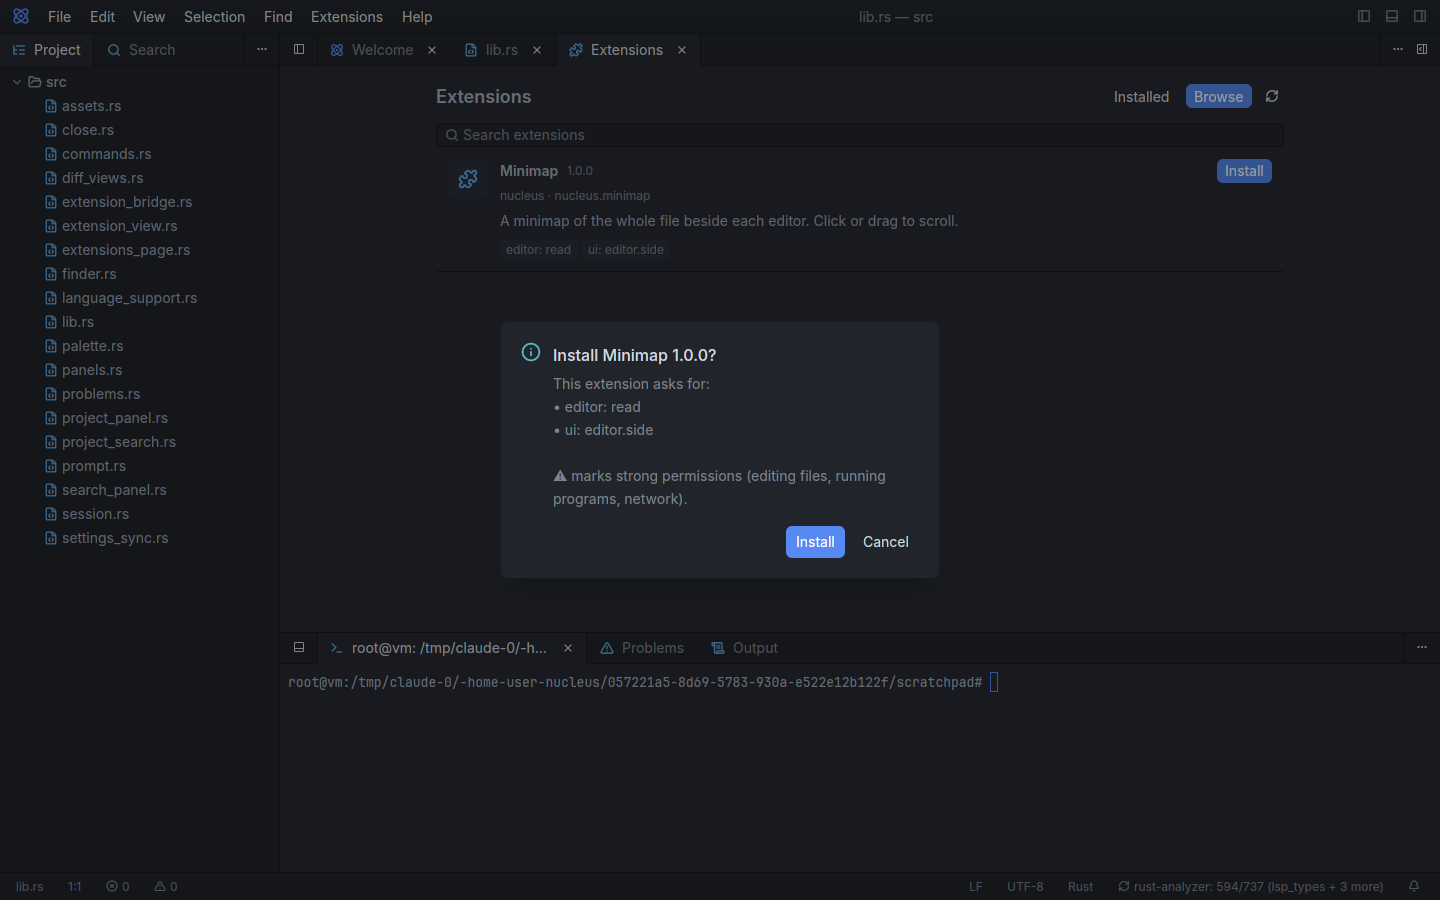 File Edit View Selection Find Extensions Help
lib.rs — src
Project
Search
Welcome
lib.rs
Extensions
src
assets.rs
close.rs
commands.rs
diff_views.rs
extension_bridge.rs
extension_view.rs
extensions_page.rs
finder.rs
language_support.rs
lib.rs
palette.rs
panels.rs
problems.rs
project_panel.rs
project_search.rs
prompt.rs
search_panel.rs
session.rs
settings_sync.rs
Extensions
Installed
Browse
Search extensions
Minimap 1.0.0
Install
nucleus · nucleus.minimap
A minimap of the whole file beside each editor. Click or drag to scroll.
editor: read
ui: editor.side
Install Minimap 1.0.0?
This extension asks for:
• editor: read
• ui: editor.side
⚠ marks strong permissions (editing files, running
programs, network).
Install
Cancel
root@vm: /tmp/claude-0/-h...
Problems
Output
root@vm:/tmp/claude-0/-home-user-nucleus/057221a5-8d69-5783-930a-e522e12b122f/scratchpad#
lib.rs
1:1
0
0
LF
UTF-8
Rust
rust-analyzer: 594/737 (lsp_types + 3 more)